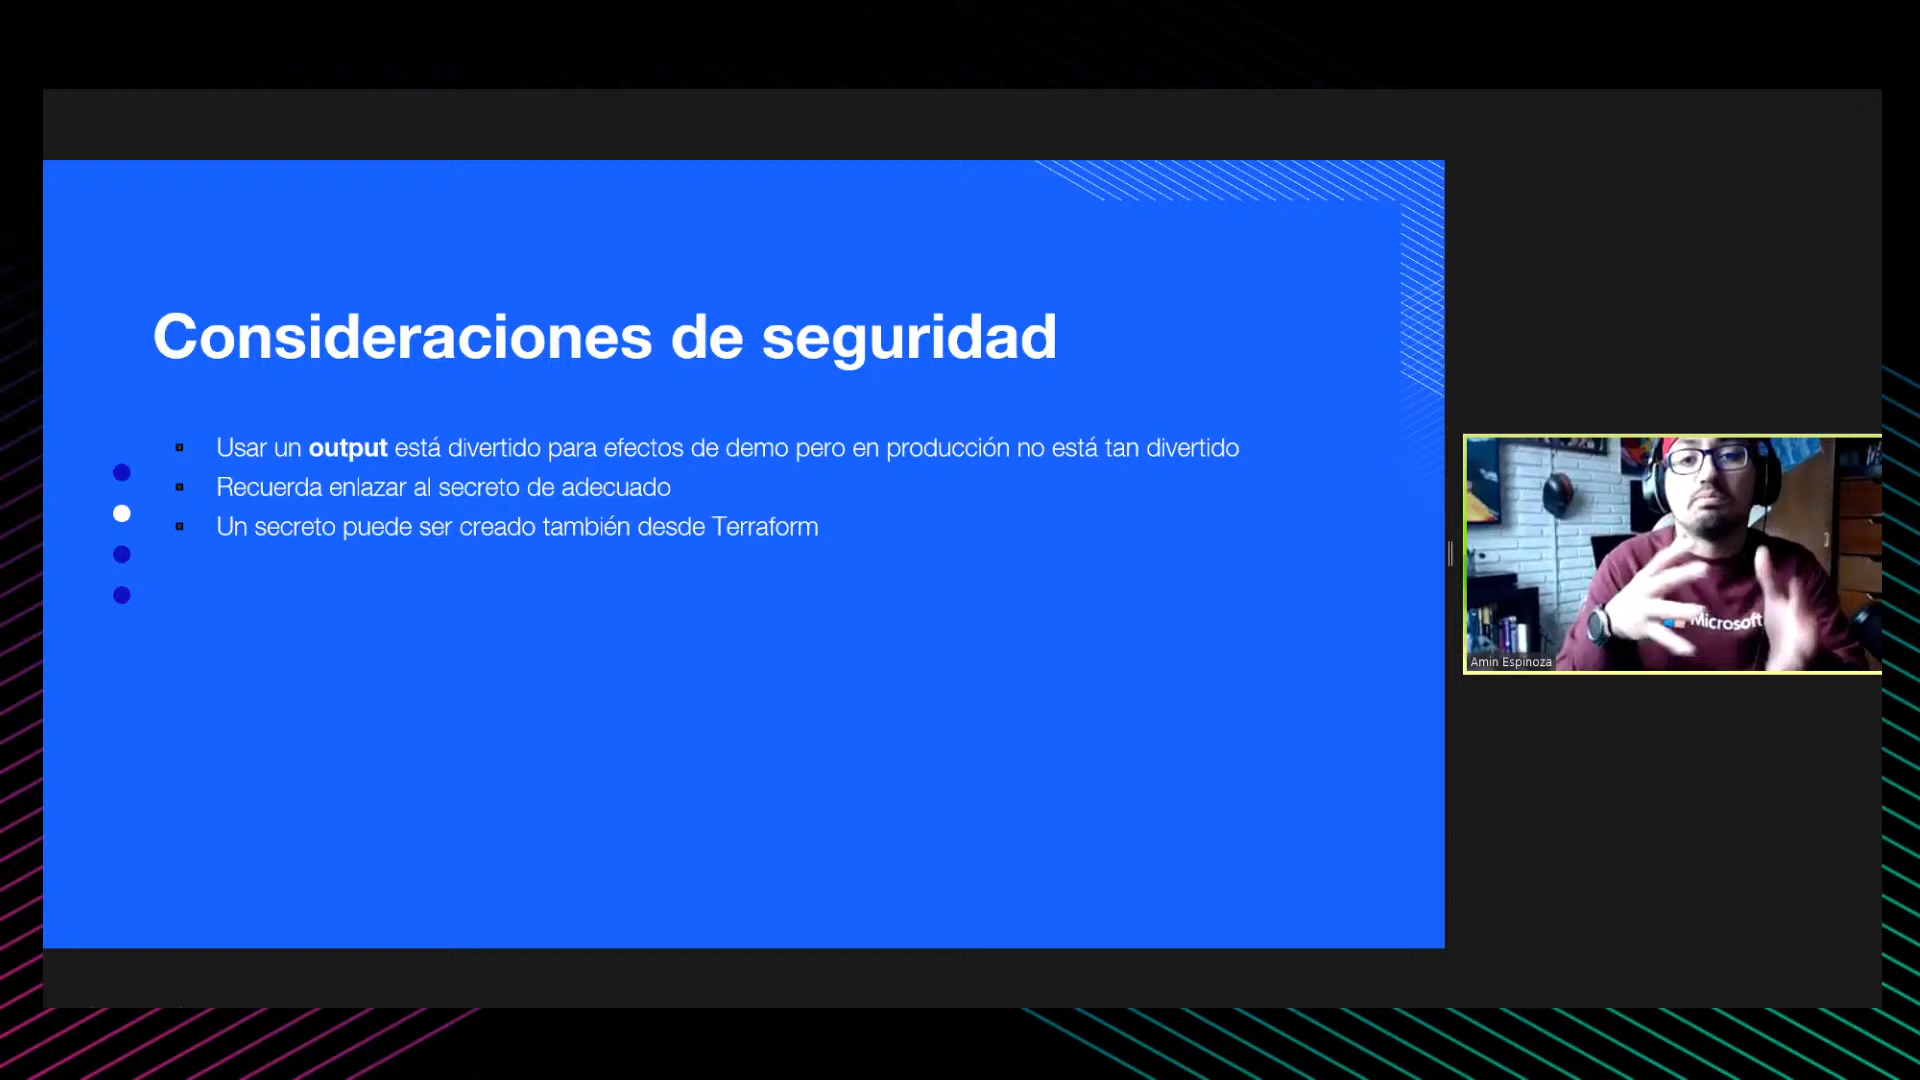 Consideraciones de seguridad
Usar un output está divertido para efectos de demo pero en producción no está tan divertido
Recuerda enlazar al secreto de adecuado
Un secreto puede ser creado también desde Terraform
Microsoft
Amin Espinoza